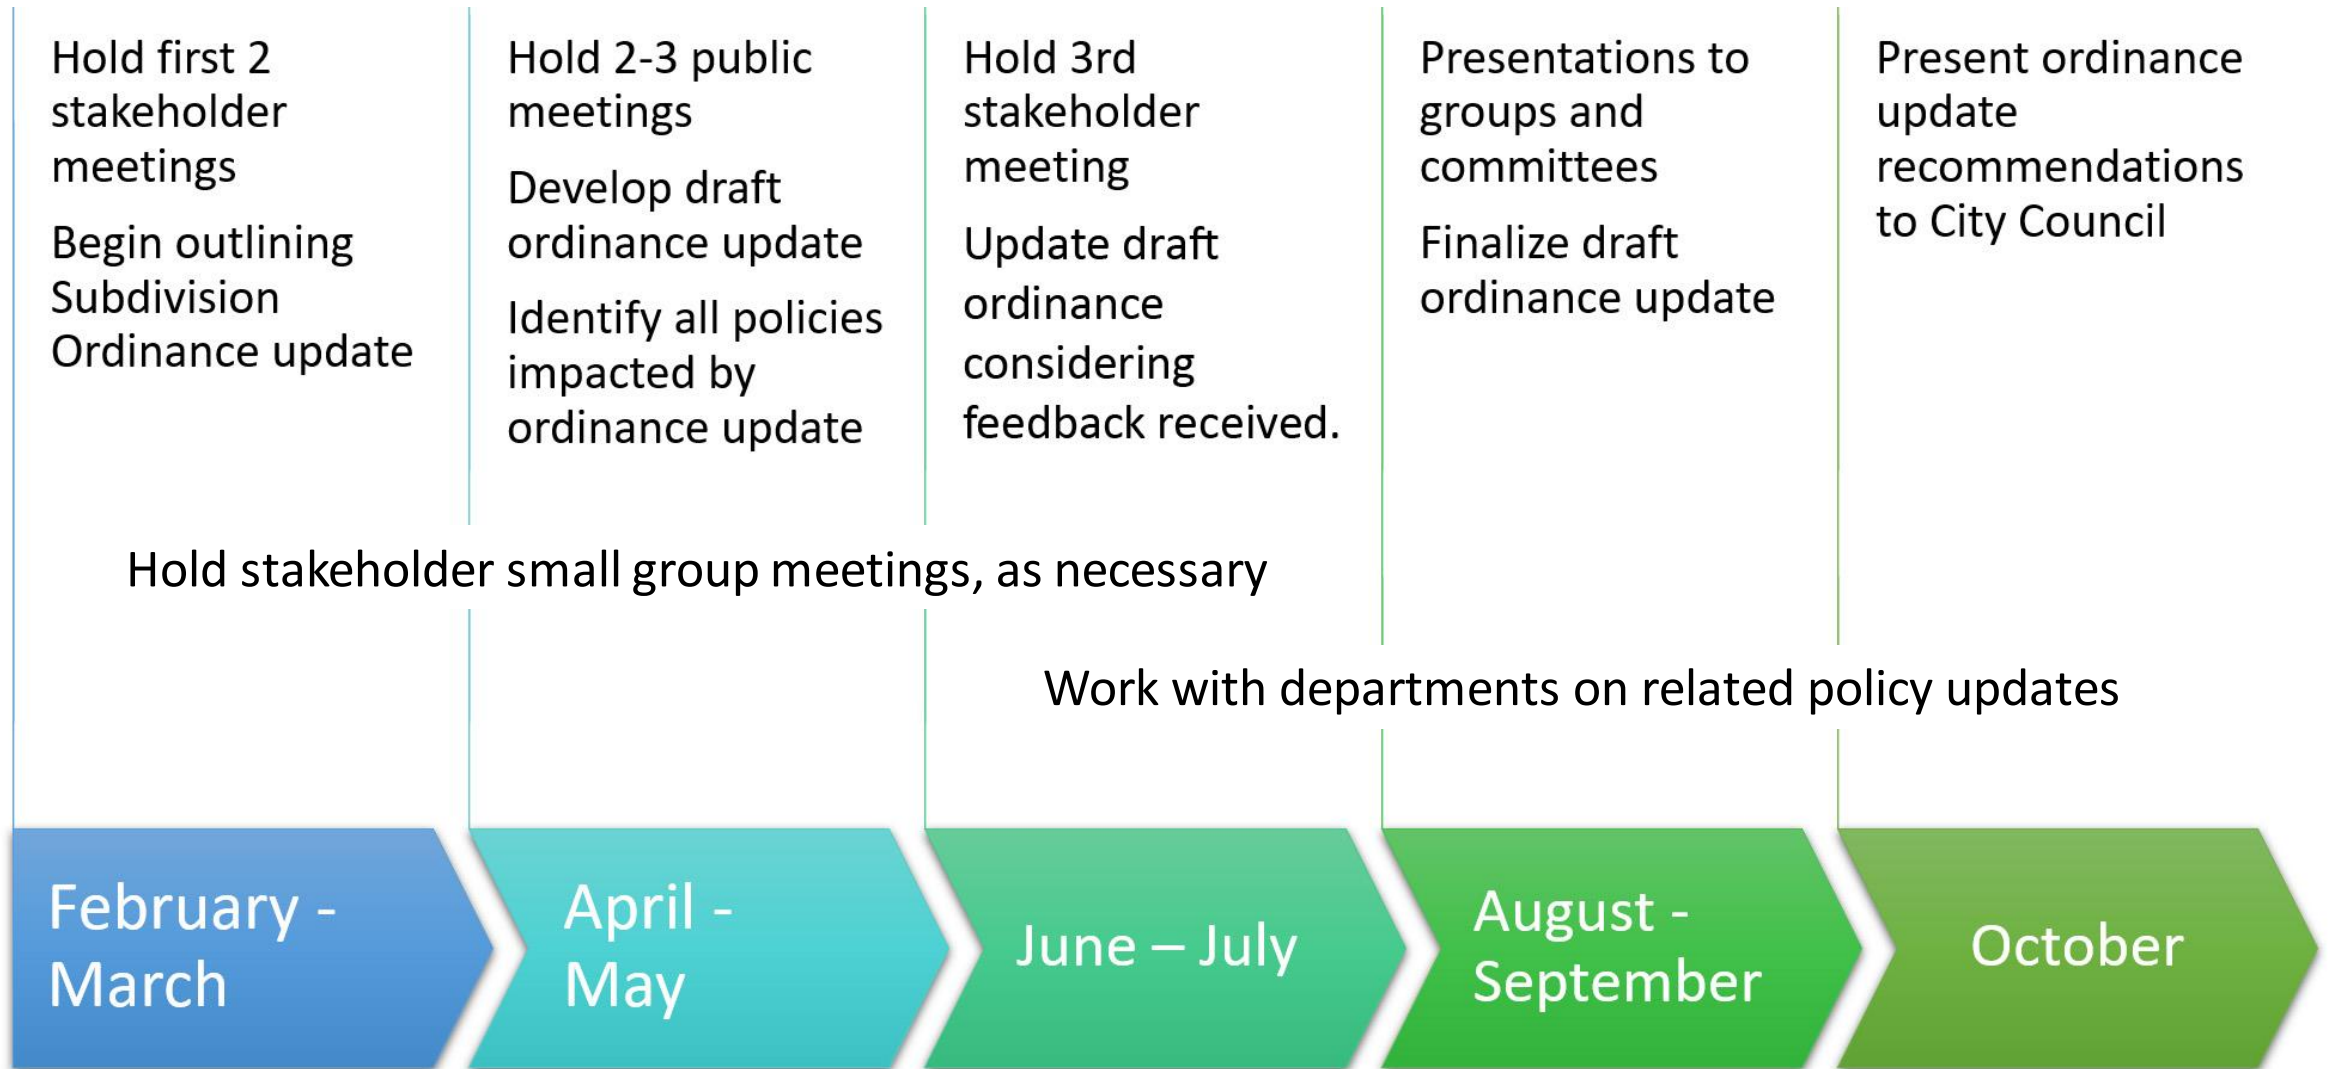 Hold first 2
stakeholder
meetings
Begin outlining
Subdivision
Ordinance update
Hold 2-3 public
meetings
Develop draft
ordinance update
Identify all policies
impacted by
ordinance update
Hold 3rd
stakeholder
meeting
Update draft
ordinance
considering
feedback received.
Presentations to
groups and
committees
Finalize draft
ordinance update
Present ordinance
update
recommendations
to City Council
Hold stakeholder small group meetings, as necessary
Work with departments on related policy updates
February -
March
April -
May
June – July
August -
September
October